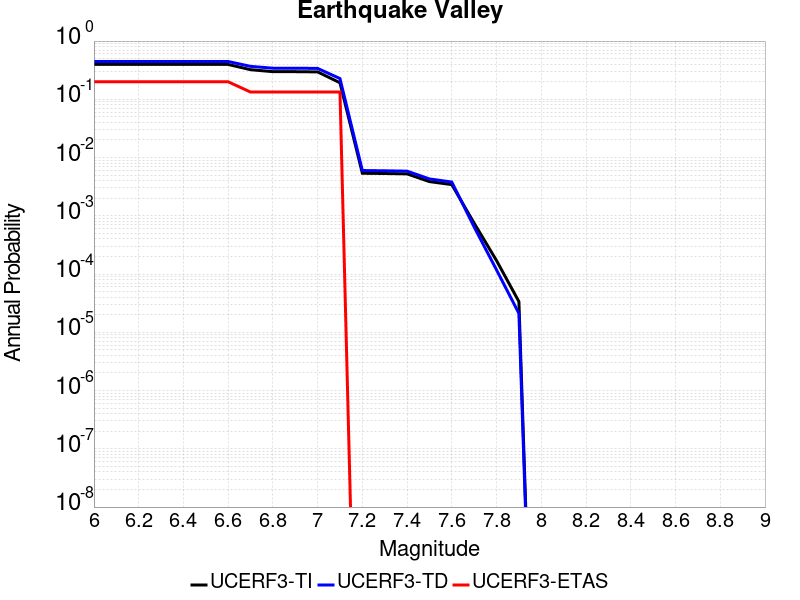 Earthquake Valley
10^0
10^-1
10^-2
10^-3
10^-4
10^-5
10^-6
10^-7
10^-8
Annual Probability
6 6.2 6.4 6.6 6.8 7 7.2 7.4 7.6 7.8 8 8.2 8.4 8.6 8.8 9
Magnitude
UCERF3-TI UCERF3-TD UCERF3-ETAS